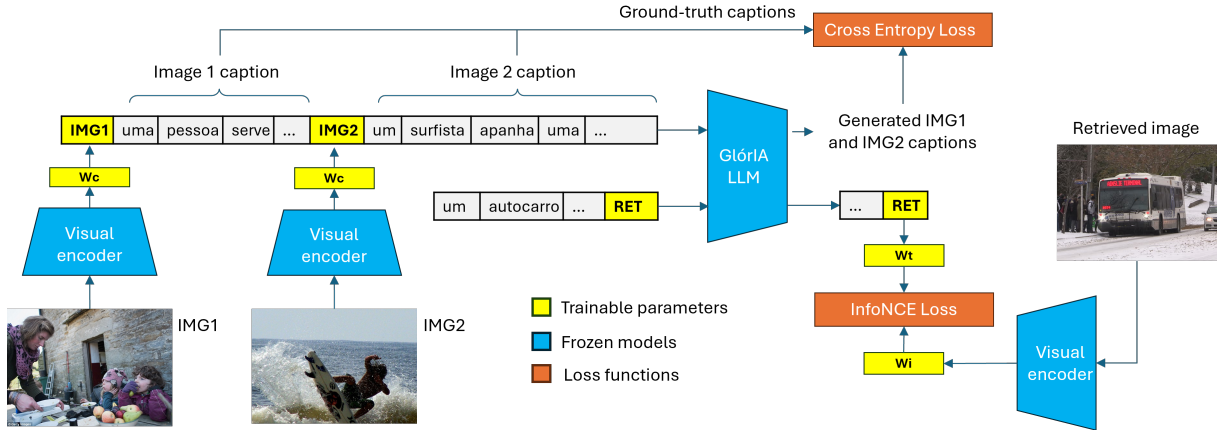 Ground-truth captions
Cross Entropy Loss
Image 1 caption
Image 2 caption
IMG1 uma pessoa serve ... IMG2 um surfista apanha uma ...
GlórIA
LLM
Generated IMG1
and IMG2 captions
Retrieved image
Wc
Wc
um autocarro ... RET
... RET
Visual
encoder
Visual
encoder
Wt
InfoNCE Loss
IMG1
IMG2
Trainable parameters
Frozen models
Loss functions
Wi
Visual
encoder